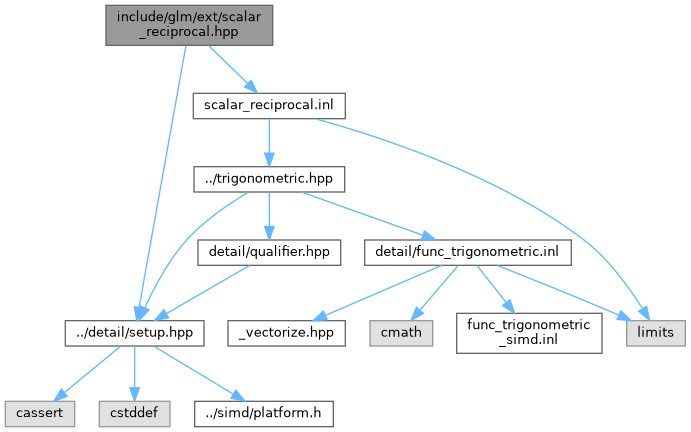 include/glm/ext/scalar
_reciprocal.hpp
scalar_reciprocal.inl
../trigonometric.hpp
detail/qualifier.hpp
detail/func_trigonometric.inl
../detail/setup.hpp
_vectorize.hpp
cmath
func_trigonometric
_simd.inl
limits
cassert
cstddef
../simd/platform.h